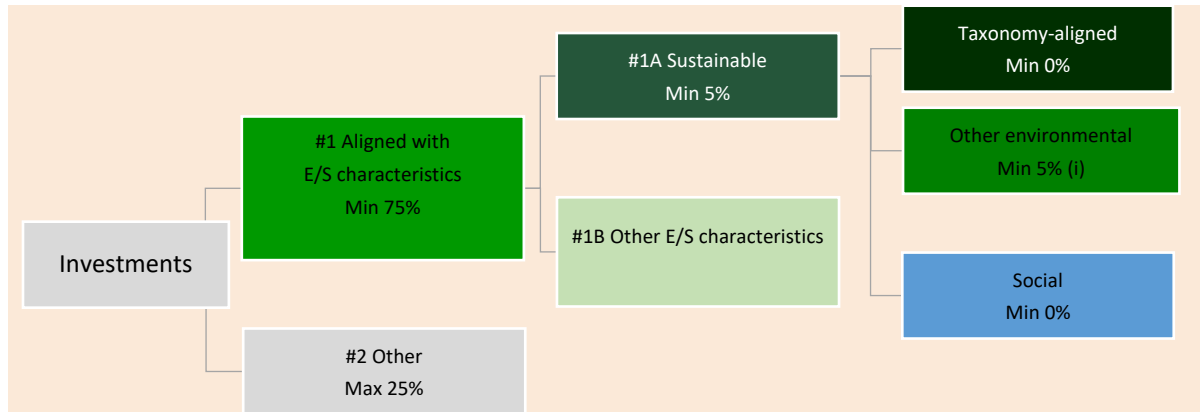 Investments
#1 Aligned with
E/S characteristics
Min 75%
#2 Other
Max 25%
#1A Sustainable
Min 5%
#1B Other E/S characteristics
Taxonomy-aligned
Min 0%
Other environmental
Min 5% (i)
Social
Min 0%